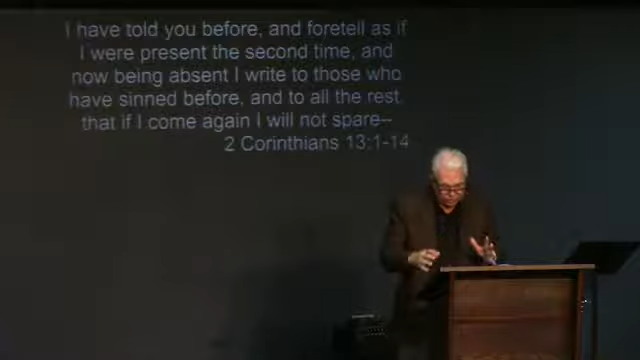 I have told you before, and foretell as if
I were present the second time, and
now being absent I write to those who
have sinned before, and to all the rest,
that if I come again I will not spare--
2 Corinthians 13:1-14